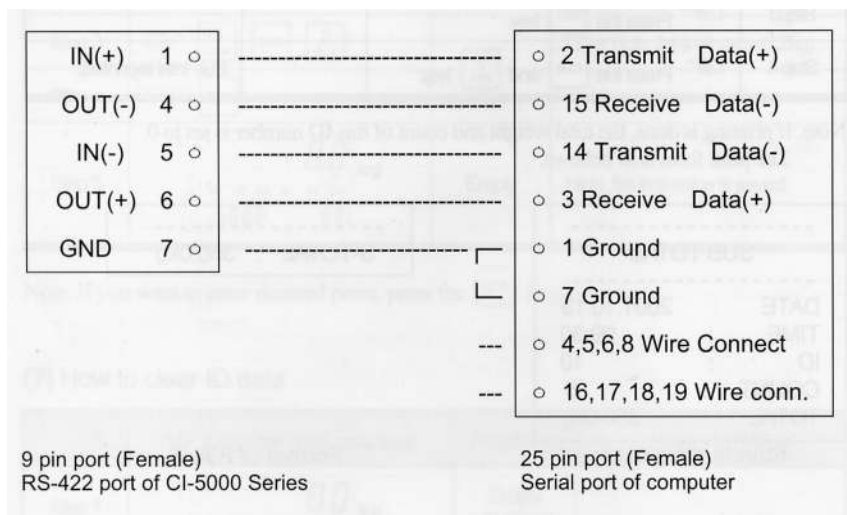 IN(+) 1 2 Transmit Data(+)
OUT(-) 4 15 Receive Data(-)
IN(-) 5 14 Transmit Data(-)
OUT(+) 6 3 Receive Data(+)
GND 7 1 Ground
7 Ground
4,5,6,8 Wire Connect
16,17,18,19 Wire conn.
9 pin port (Female)
RS-422 port of CI-5000 Series
25 pin port (Female)
Serial port of computer